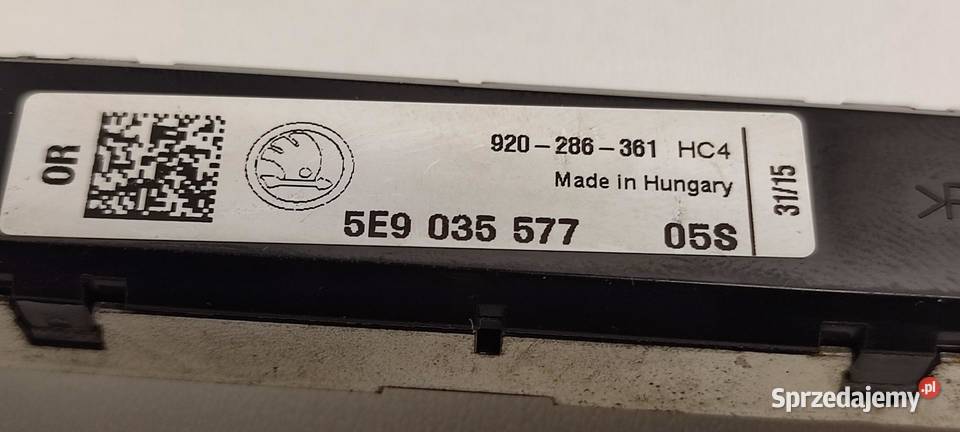 OR
920-286-361 HC4
Made in Hungary
5E9 035 577 05S
31/15
>P
Sprzedajemy.pl